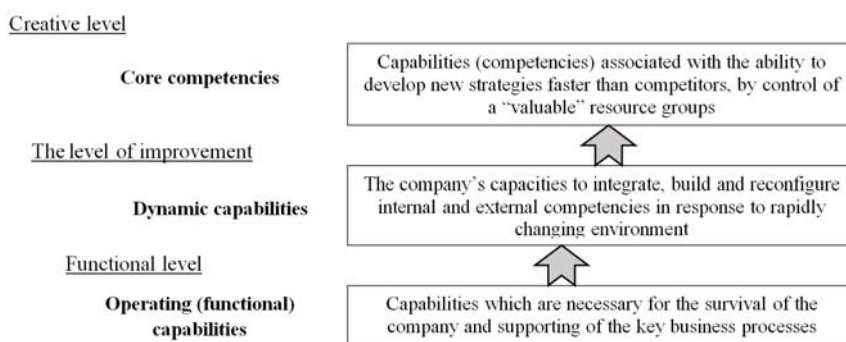 Creative level
Core competencies
Capabilities (competencies) associated with the ability to
develop new strategies faster than competitors, by control of
a “valuable” resource groups
The level of improvement
Dynamic capabilities
The company’s capacities to integrate, build and reconfigure
internal and external competencies in response to rapidly
changing environment
Functional level
Operating (functional)
capabilities
Capabilities which are necessary for the survival of the
company and supporting of the key business processes